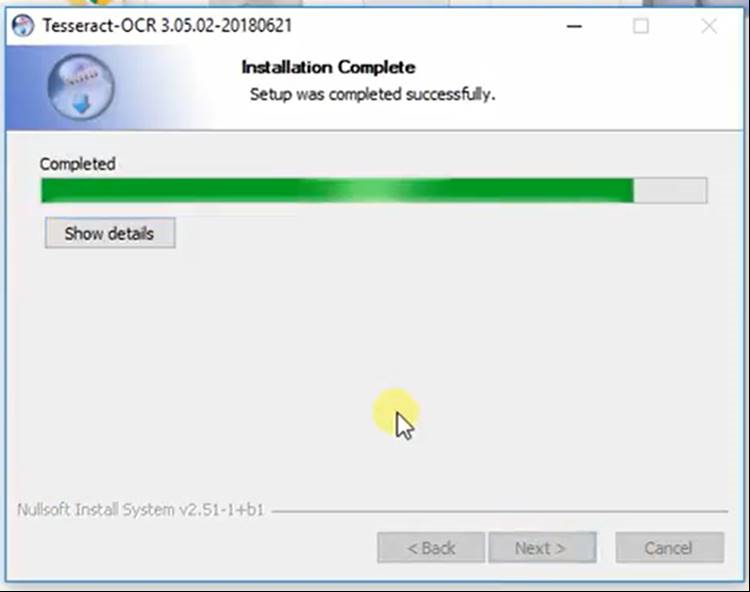 Tesseract-OCR 3.05.02-20180621
Installation Complete
Setup was completed successfully.
Completed
Show details
Nullsoft Install System v2.51-1+b1
< Back Next > Cancel